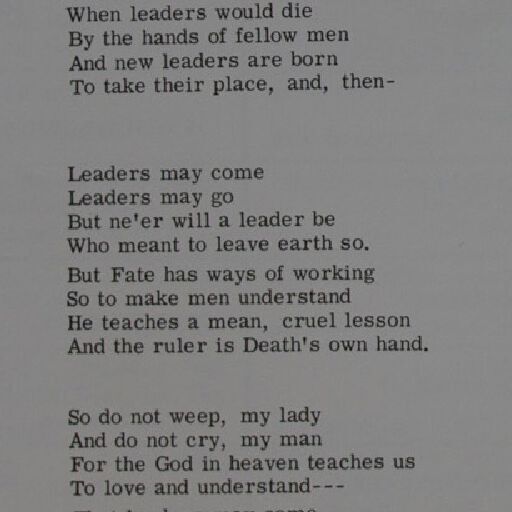 When leaders would die
By the hands of fellow men
And new leaders are born
To take their place, and, then-
Leaders may come
Leaders may go
But ne'er will a leader be
Who meant to leave earth so.
But Fate has ways of working
So to make men understand
He teaches a mean, cruel lesson
And the ruler is Death's own hand.
So do not weep, my lady
And do not cry, my man
For the God in heaven teaches us
To love and understand---